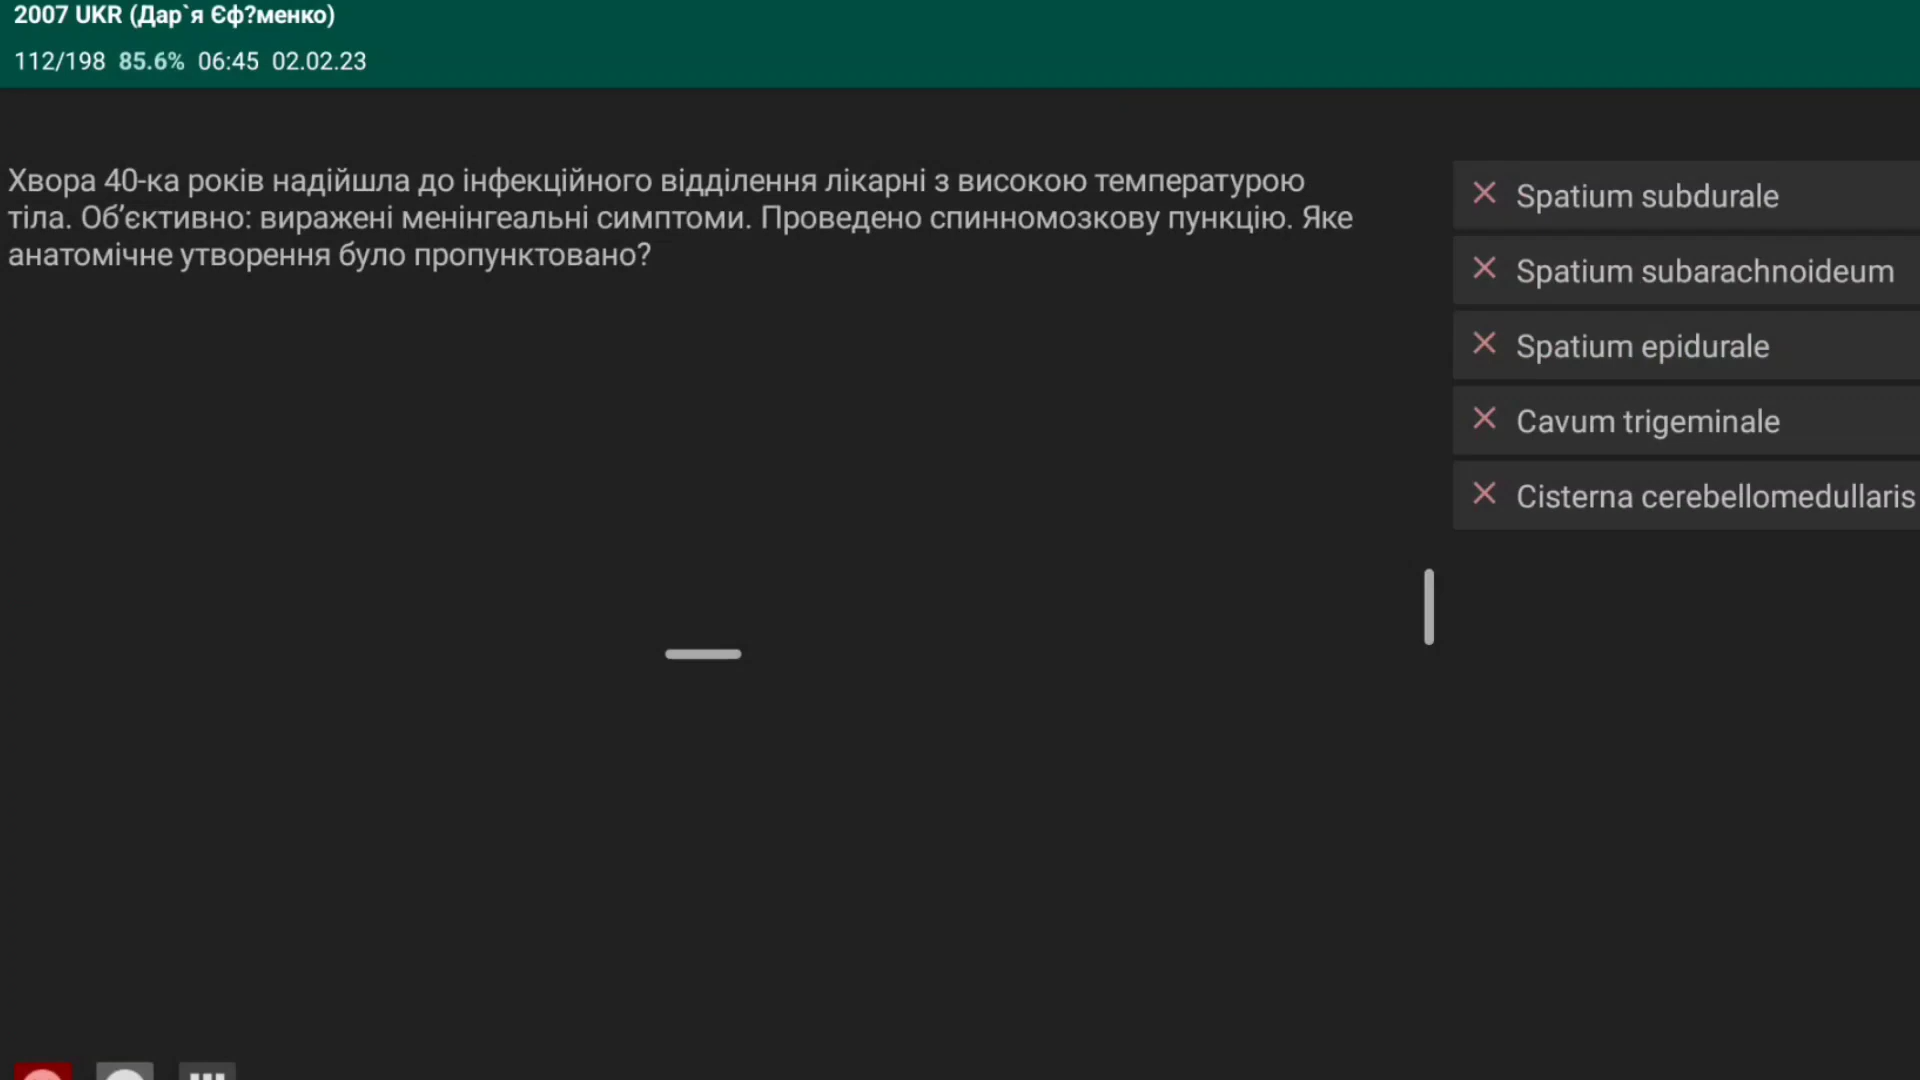 2007 UKR (Дар`я Єф?менко)
112/198 85.6% 06:45 02.02.23
Хвора 40-ка років надійшла до інфекційного відділення лікарні з високою температурою
тіла. Об’єктивно: виражені менінгеальні симптоми. Проведено спинномозкову пункцію. Яке
анатомічне утворення було пропунктовано?
Spatium subdurale
Spatium subarachnoideum
Spatium epidurale
Cavum trigeminale
Cisterna cerebellomedullaris